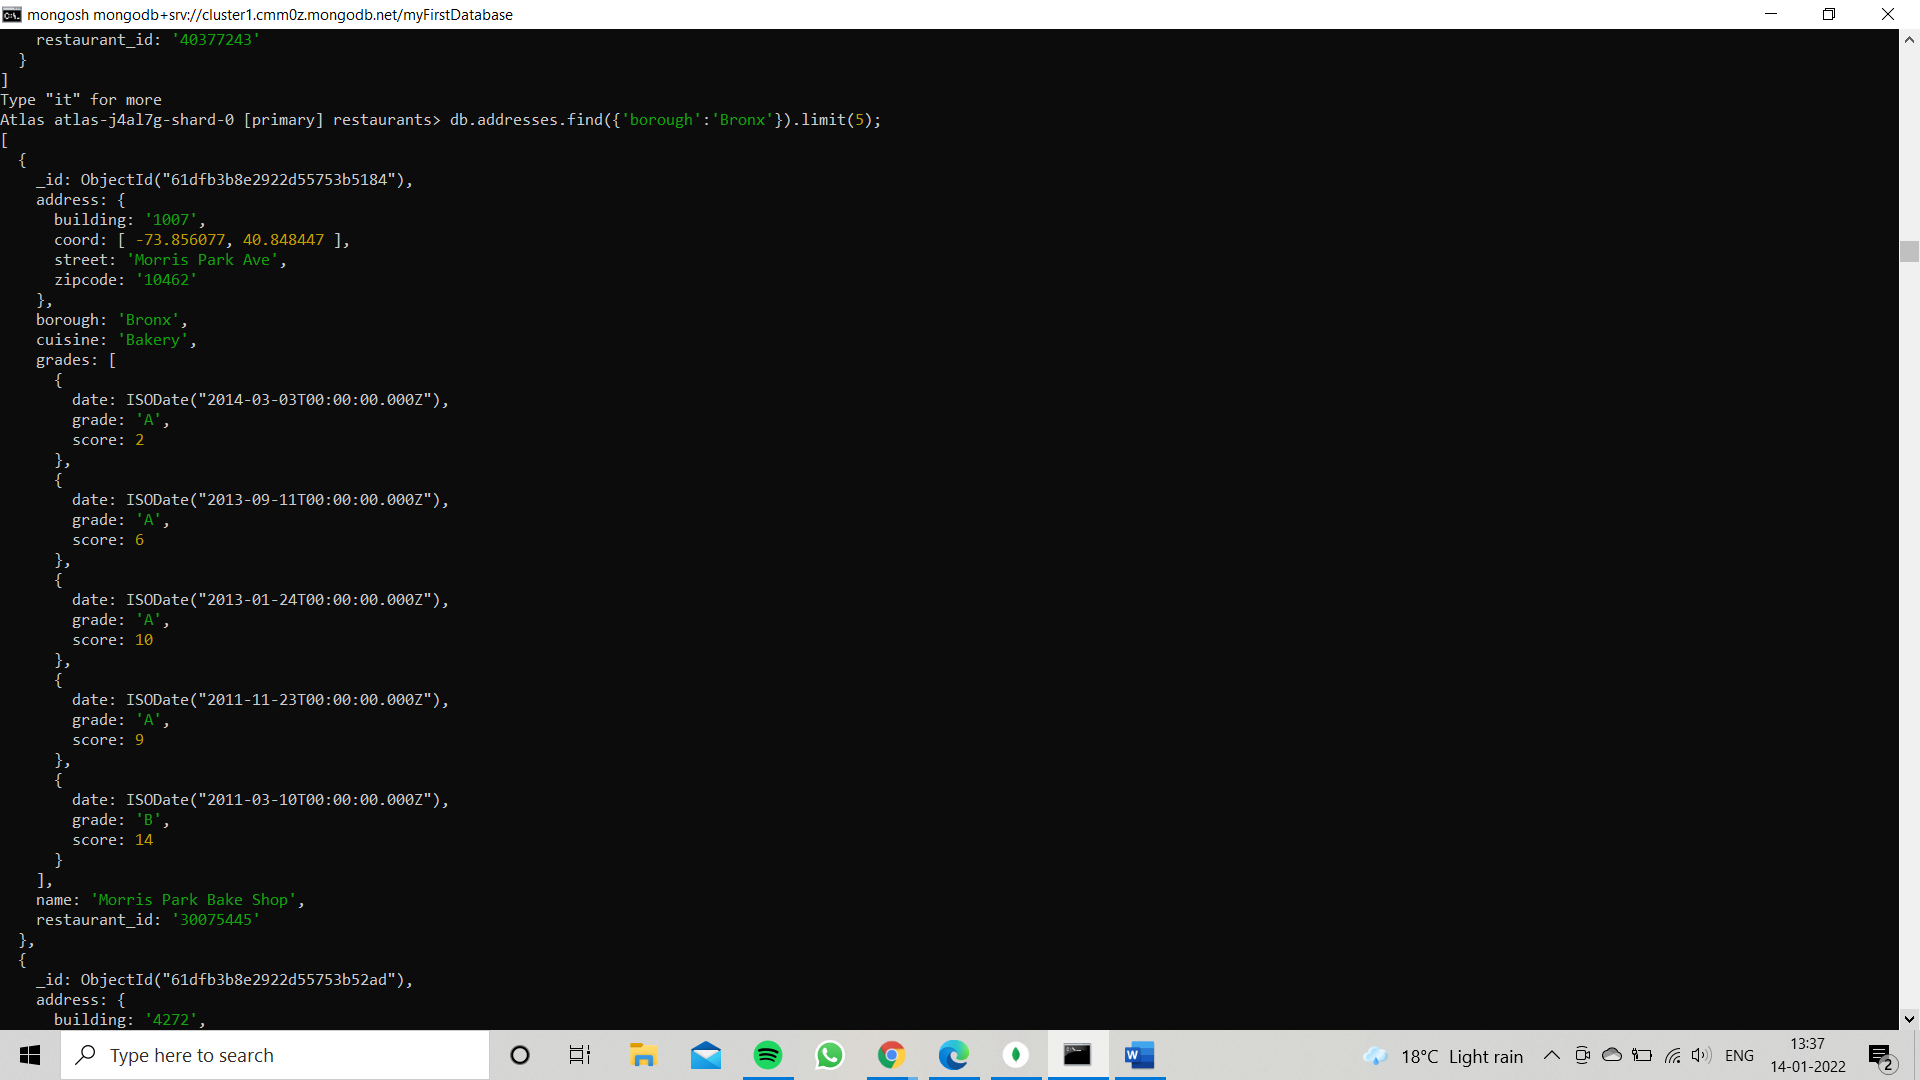 mongosh mongodb+srv://cluster1.cmm0z.mongodb.net/myFirstDatabase
    restaurant_id: '40377243'
  }
]
Type "it" for more
Atlas atlas-j4al7g-shard-0 [primary] restaurants> db.addresses.find({'borough':'Bronx'}).limit(5);
[
  {
    _id: ObjectId("61dfb3b8e2922d55753b5184"),
    address: {
      building: '1007',
      coord: [ -73.856077, 40.848447 ],
      street: 'Morris Park Ave',
      zipcode: '10462'
    },
    borough: 'Bronx',
    cuisine: 'Bakery',
    grades: [
      {
        date: ISODate("2014-03-03T00:00:00.000Z"),
        grade: 'A',
        score: 2
      },
      {
        date: ISODate("2013-09-11T00:00:00.000Z"),
        grade: 'A',
        score: 6
      },
      {
        date: ISODate("2013-01-24T00:00:00.000Z"),
        grade: 'A',
        score: 10
      },
      {
        date: ISODate("2011-11-23T00:00:00.000Z"),
        grade: 'A',
        score: 9
      },
      {
        date: ISODate("2011-03-10T00:00:00.000Z"),
        grade: 'B',
        score: 14
      }
    ],
    name: 'Morris Park Bake Shop',
    restaurant_id: '30075445'
  },
  {
    _id: ObjectId("61dfb3b8e2922d55753b52ad"),
    address: {
      building: '4272',
Type here to search
18°C Light rain
ENG
13:37
14-01-2022
2